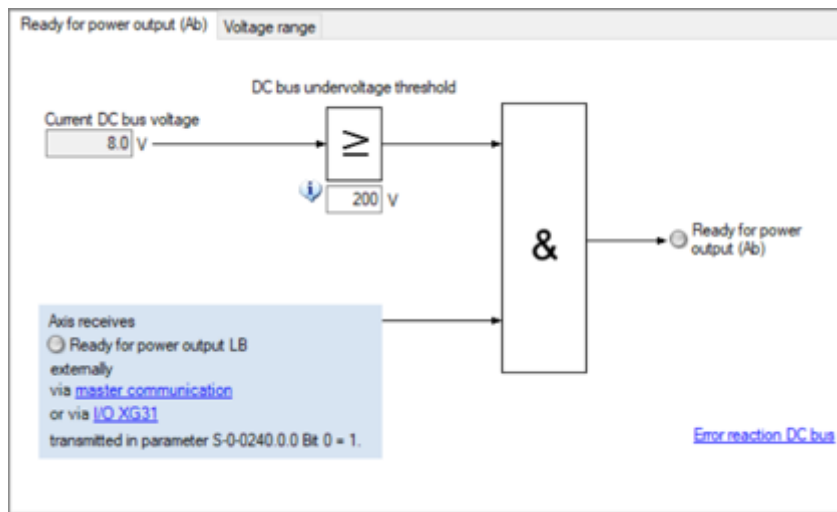 Ready for power output (Ab)
Voltage range
DC bus undervoltage threshold
Current DC bus voltage
8.0 V
≥
200 V
&
Ready for power
output (Ab)
Axis receives
Ready for power output LB
externally
via master communication
or via I/O XG31
transmitted in parameter S-0-0240.0.0 Bit 0 = 1.
Error reaction DC bus